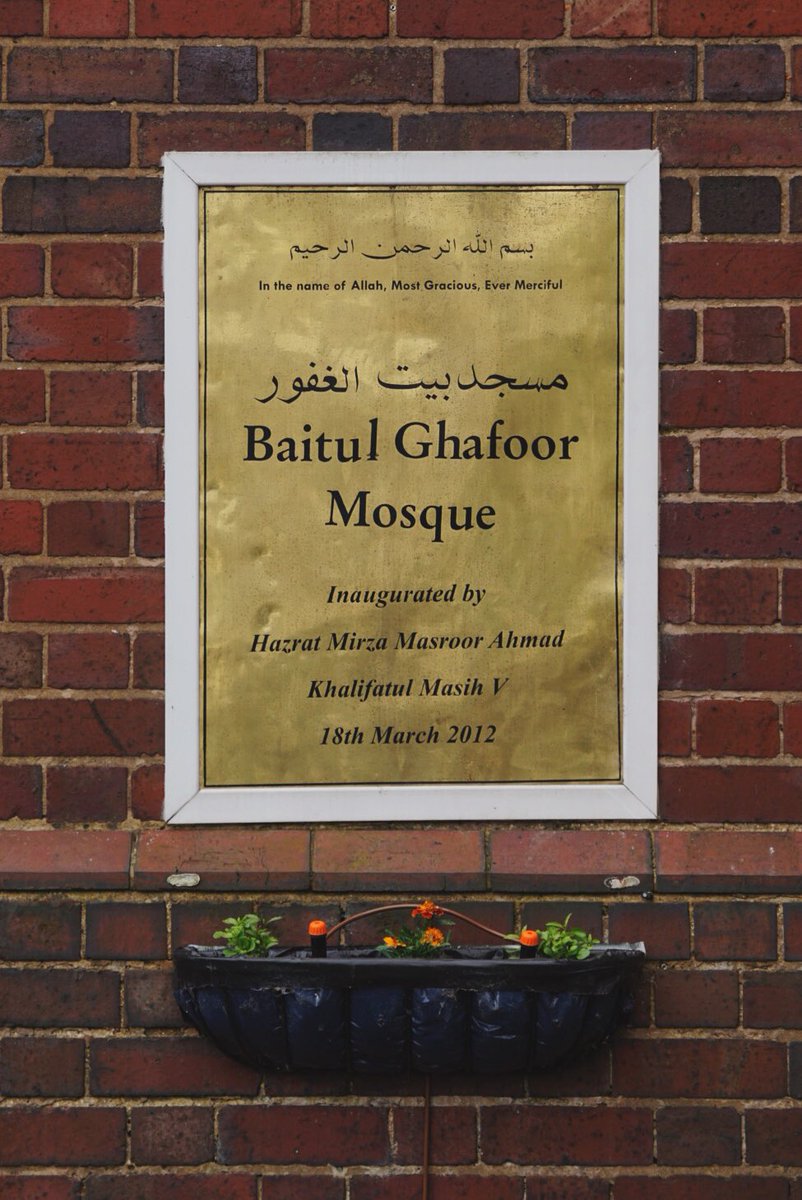 بسم الله الرحمن الرحيم
In the name of Allah, Most Gracious, Ever Merciful
مسجد بيت الغفور
Baitul Ghafoor
Mosque
Inaugurated by
Hazrat Mirza Masroor Ahmad
Khalifatul Masih V
18th March 2012